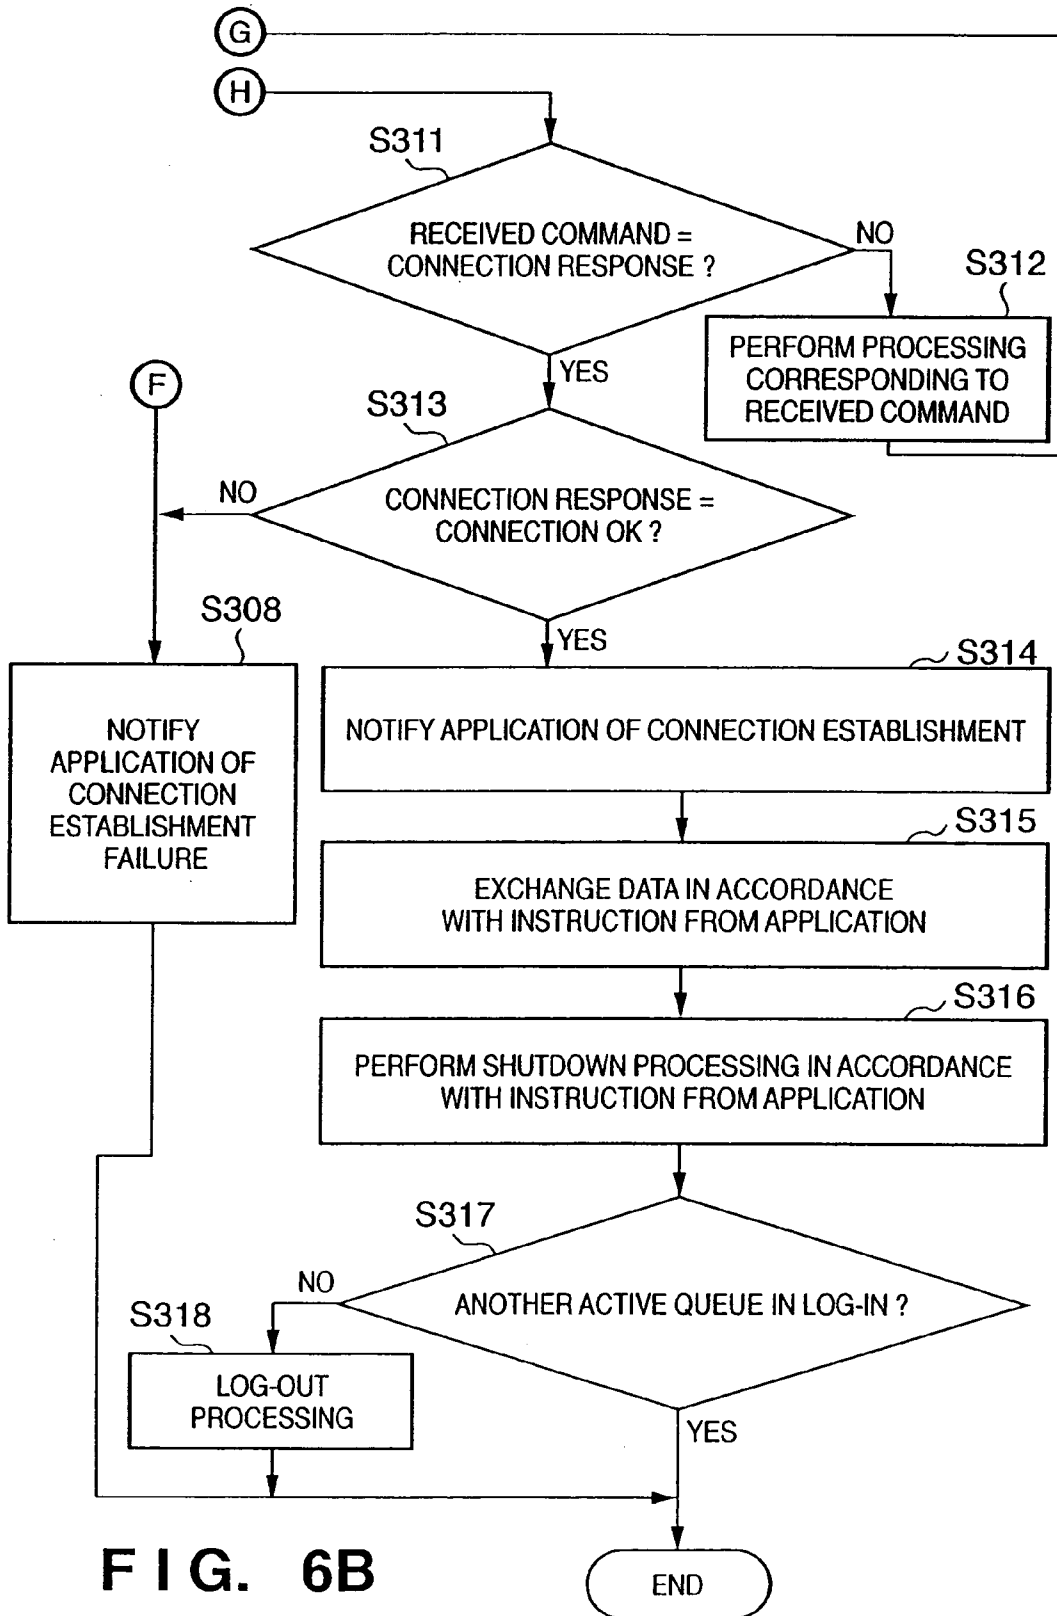 G
H
S311
RECEIVED COMMAND =
CONNECTION RESPONSE ?
NO
S312
PERFORM PROCESSING
CORRESPONDING TO
RECEIVED COMMAND
YES
F
S313
CONNECTION RESPONSE =
CONNECTION OK ?
NO
YES
S308
NOTIFY
APPLICATION OF
CONNECTION
ESTABLISHMENT
FAILURE
S314
NOTIFY APPLICATION OF CONNECTION ESTABLISHMENT
S315
EXCHANGE DATA IN ACCORDANCE
WITH INSTRUCTION FROM APPLICATION
S316
PERFORM SHUTDOWN PROCESSING IN ACCORDANCE
WITH INSTRUCTION FROM APPLICATION
S317
ANOTHER ACTIVE QUEUE IN LOG-IN ?
NO
S318
LOG-OUT
PROCESSING
YES
END
FIG. 6B